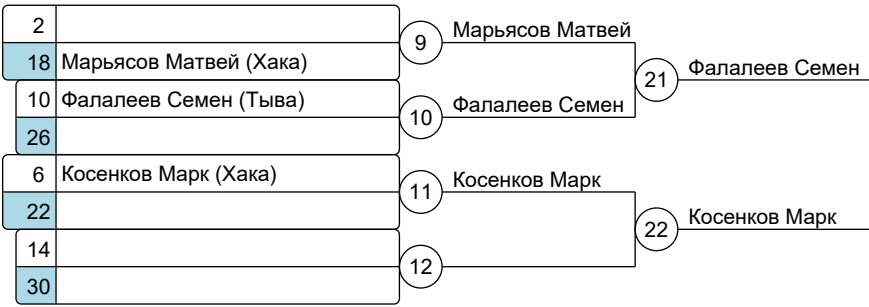 2
9
Марьясов Матвей
18 Марьясов Матвей (Хака)
21
Фалалеев Семен
10 Фалалеев Семен (Тыва)
10
Фалалеев Семен
26
6 Косенков Марк (Хака)
11
Косенков Марк
22
22
Косенков Марк
14
12
30